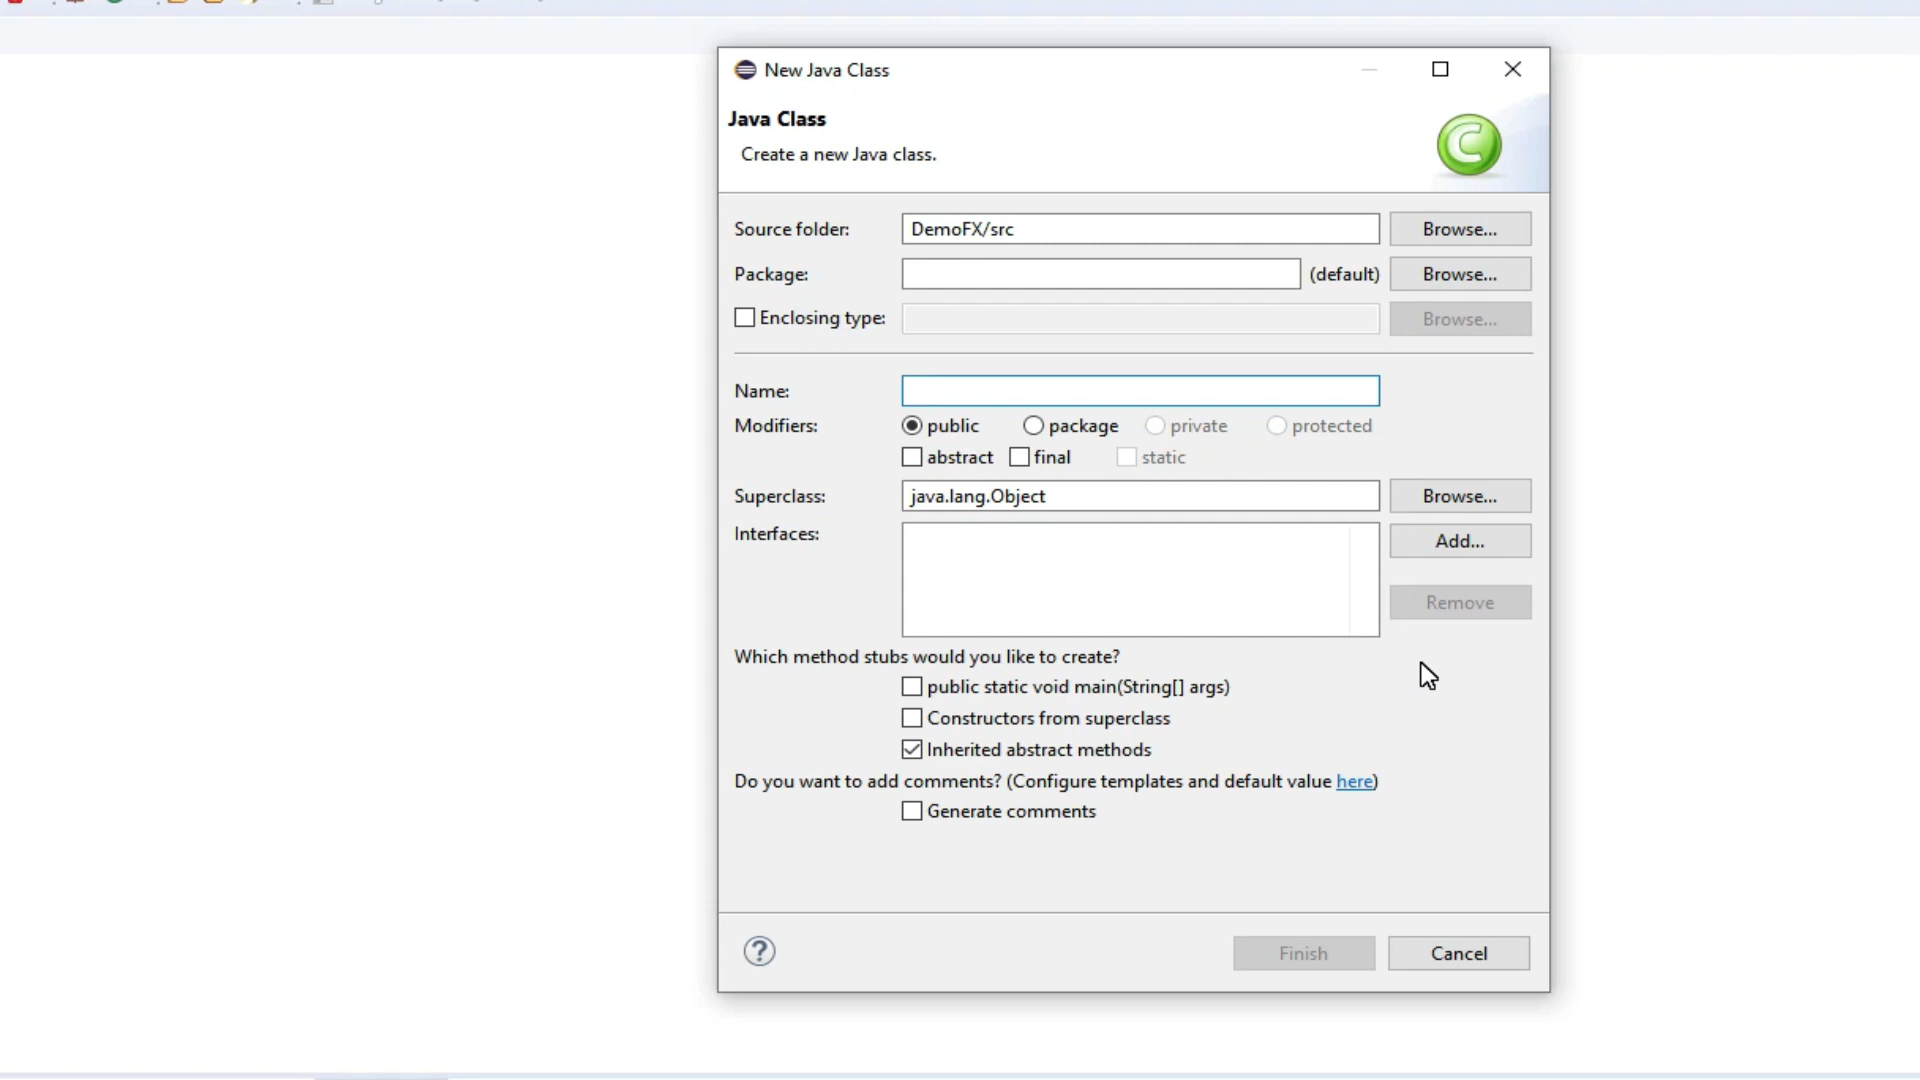 New Java Class
Java Class
Create a new Java class.
Source folder: DemoFX/src Browse...
Package: (default) Browse...
Enclosing type: Browse...
Name:
Modifiers: public package private protected
abstract final static
Superclass: java.lang.Object Browse...
Interfaces: Add...
Remove
Which method stubs would you like to create?
public static void main(String[] args)
Constructors from superclass
Inherited abstract methods
Do you want to add comments? (Configure templates and default value here)
Generate comments
? Finish Cancel